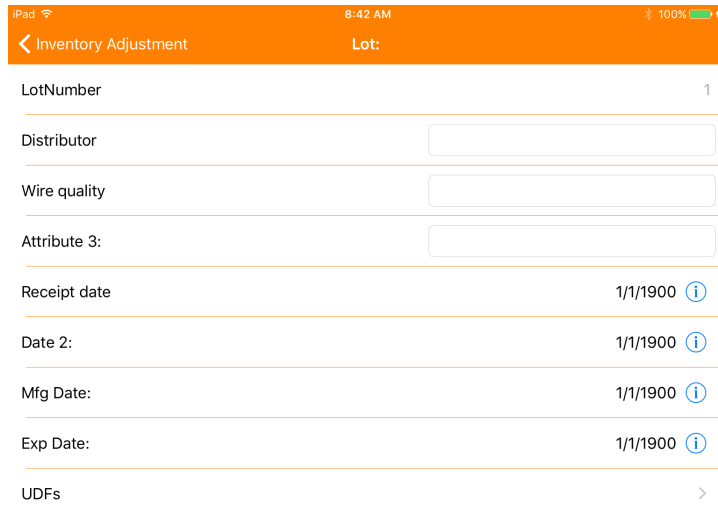 iPad 8:42 AM 100%
Inventory Adjustment Lot:
LotNumber 1
Distributor
Wire quality
Attribute 3:
Receipt date 1/1/1900
Date 2: 1/1/1900
Mfg Date: 1/1/1900
Exp Date: 1/1/1900
UDFs